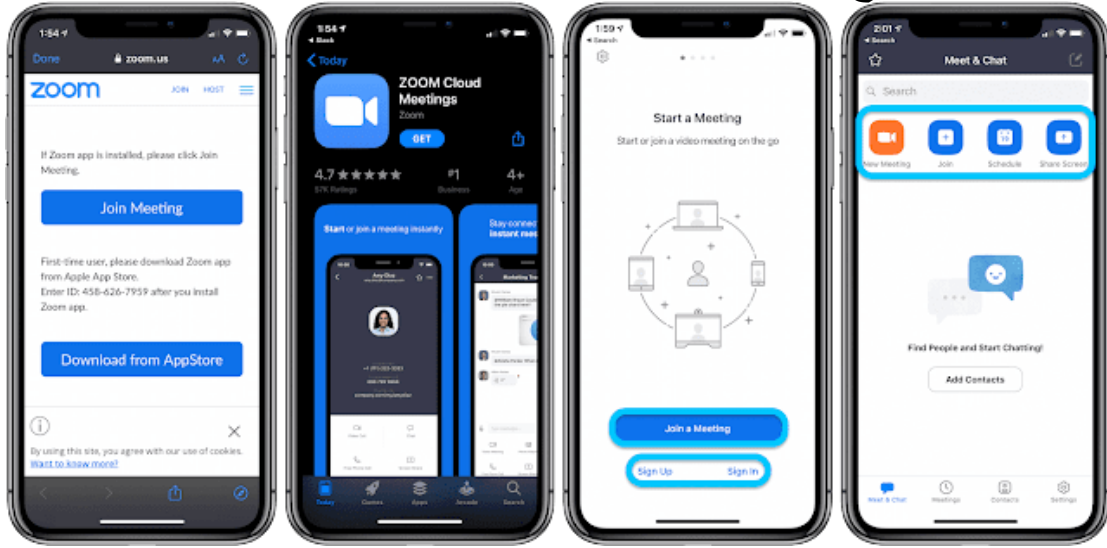 1:54
Done
zoom.us
AA
zoom
JOIN
HOST
If Zoom app is installed, please click Join
Meeting.
Join Meeting
First-time user, please download Zoom app
from Apple App Store.
Enter ID: 458-626-7959 after you install
Zoom app.
Download from AppStore
By using this site, you agree with our use of cookies.
Want to know more?
1:54
Today
ZOOM Cloud
Meetings
Zoom
GET
4.7 ★★★★★
#1
4+
57K Ratings
Business
Age
Start or join a meeting instantly
Stay connec
instant mes
Today
Games
Apps
Arcade
Search
1:59
Search
Start a Meeting
Start or join a video meeting on the go
Join a Meeting
Sign Up
Sign In
2:01
Search
Meet & Chat
Search
New Meeting
Join
Schedule
Share Screen
Find People and Start Chatting!
Add Contacts
Meet & Chat
Meetings
Contacts
Settings